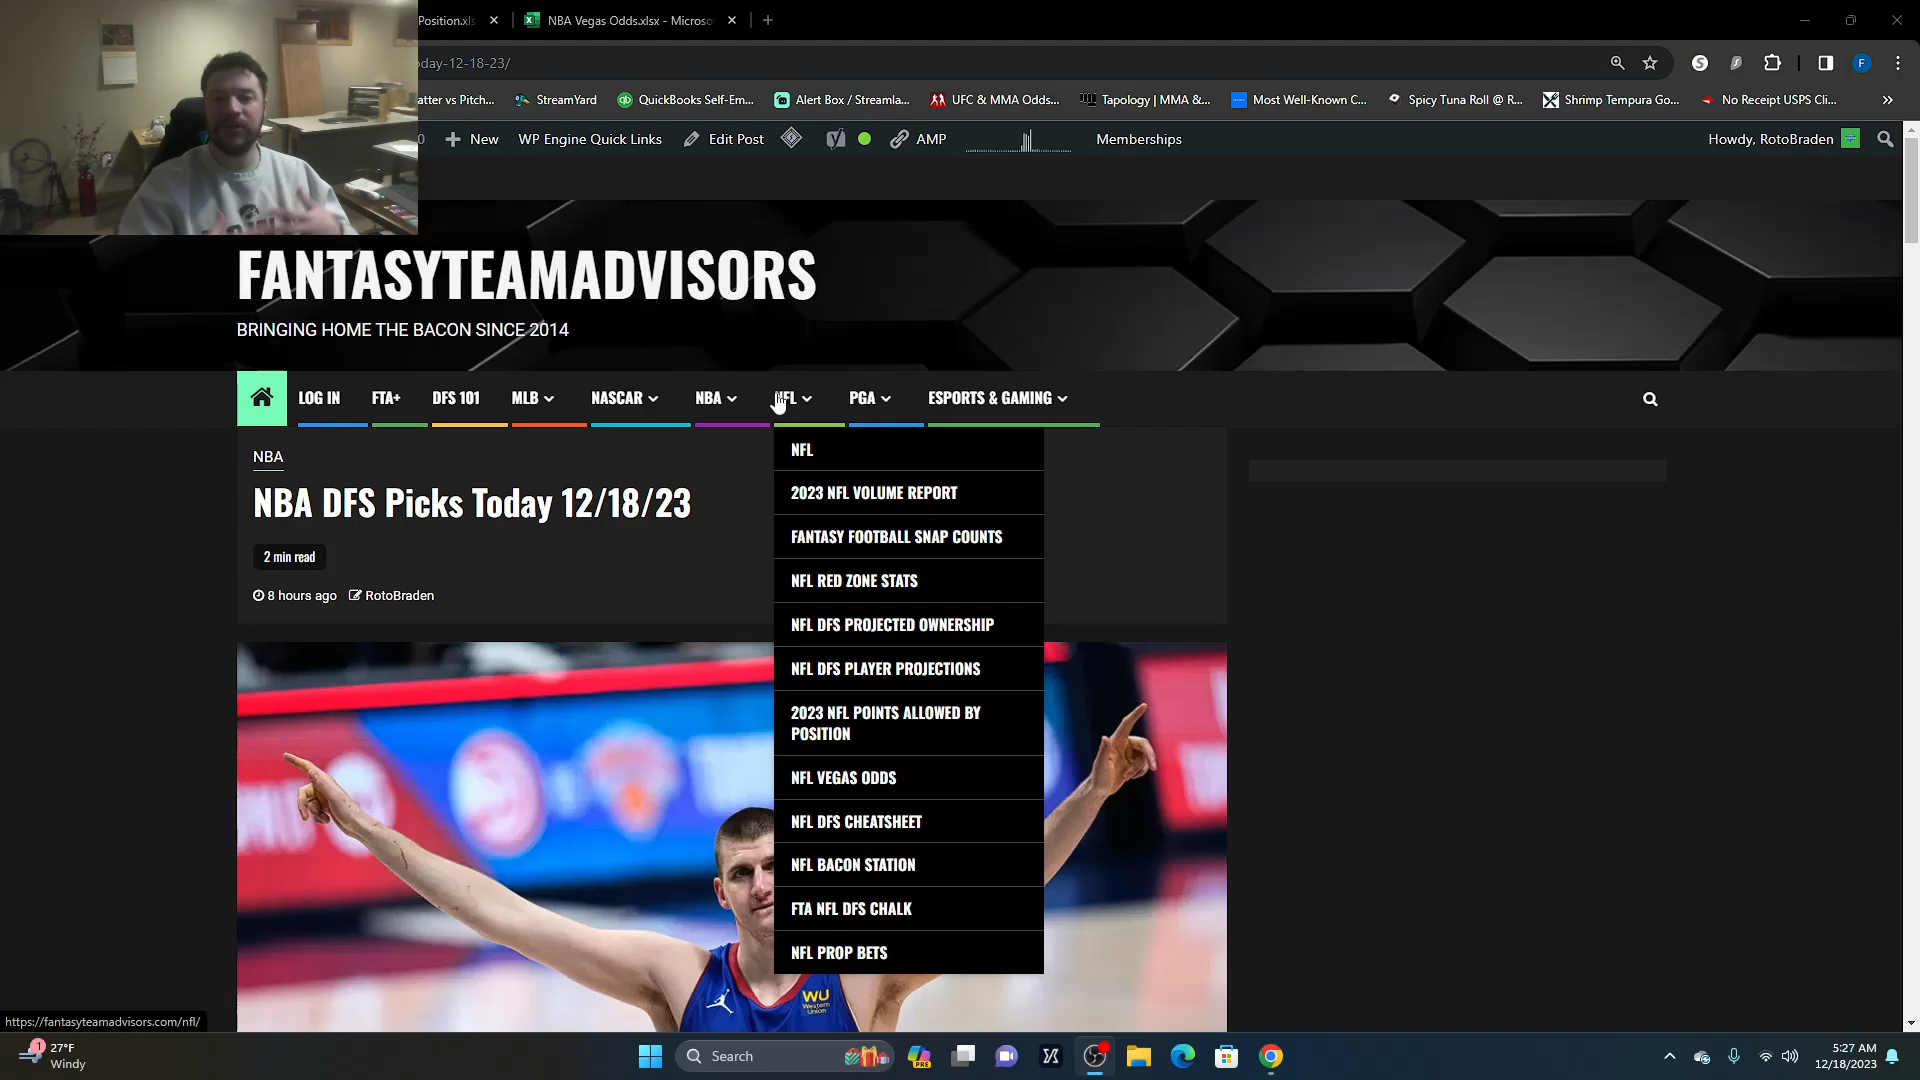 Position.xls
NBA Vegas Odds.xlsx - Microso
day-12-18-23/
atter vs Pitch...
StreamYard
QuickBooks Self-Em...
Alert Box / Streamla...
UFC & MMA Odds...
Tapology | MMA &...
Most Well-Known C...
Spicy Tuna Roll @ R...
Shrimp Tempura Go...
No Receipt USPS Cli...
0
New
WP Engine Quick Links
Edit Post
AMP
Memberships
Howdy, RotoBraden
FANTASYTEAMADVISORS
BRINGING HOME THE BACON SINCE 2014
LOG IN
FTA+
DFS 101
MLB
NASCAR
NBA
NFL
PGA
ESPORTS & GAMING
NBA
NBA DFS Picks Today 12/18/23
2 min read
8 hours ago
RotoBraden
NFL
2023 NFL VOLUME REPORT
FANTASY FOOTBALL SNAP COUNTS
NFL RED ZONE STATS
NFL DFS PROJECTED OWNERSHIP
NFL DFS PLAYER PROJECTIONS
2023 NFL POINTS ALLOWED BY
POSITION
NFL VEGAS ODDS
NFL DFS CHEATSHEET
NFL BACON STATION
FTA NFL DFS CHALK
NFL PROP BETS
WU
Western
Union
https://fantasyteamadvisors.com/nfl/
1
27°F
Windy
Search
PRE
5:27 AM
12/18/2023